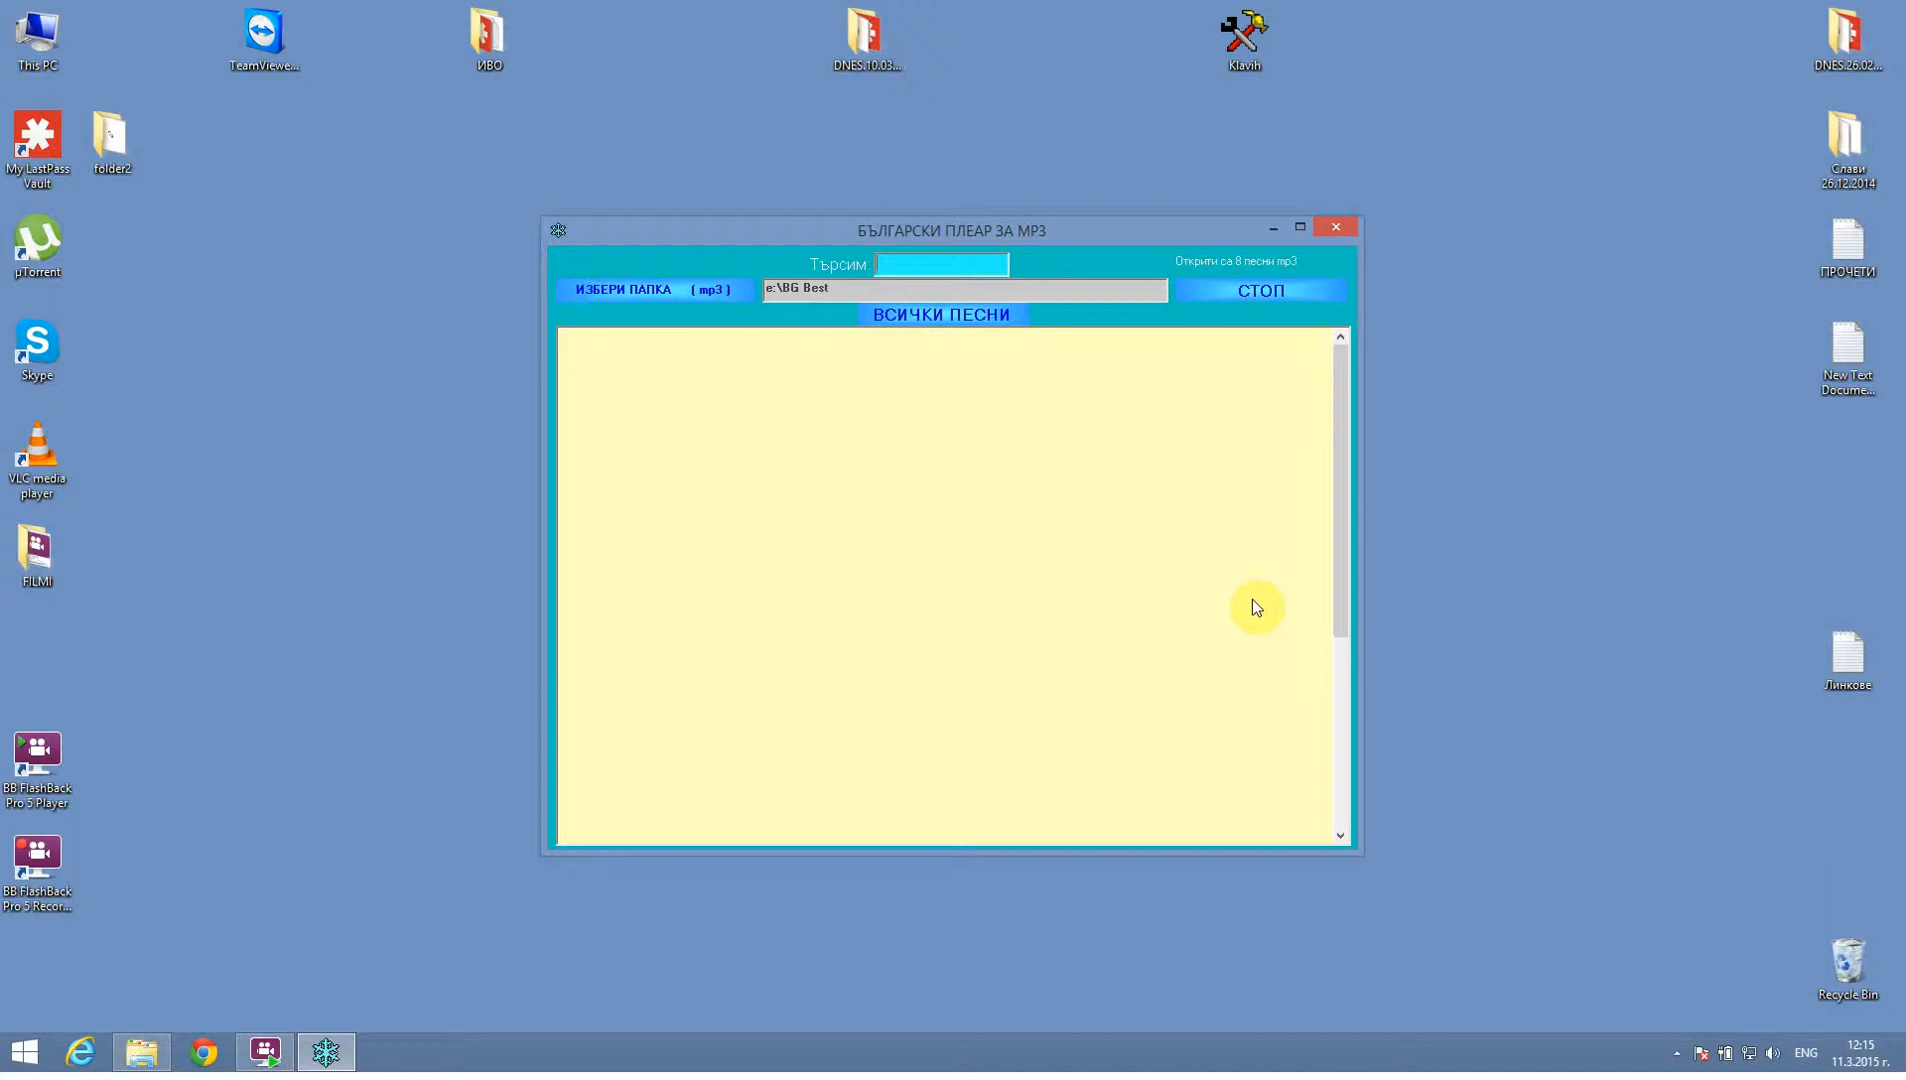 This PC
TeamViewe...
ИВО
DNES.10.03...
Klavih
DNES.26.02...
My LastPass
Vault
folder2
Слави
26.12.2014
µTorrent
ПРОЧЕТИ
Skype
New Text
Docume...
VLC media
player
FILMI
Линкове
BB FlashBack
Pro 5 Player
BB FlashBack
Pro 5 Recor...
Recycle Bin
БЪЛГАРСКИ ПЛЕАР ЗА MP3
Търсим:
Открити са 8 песни mp3
ИЗБЕРИ ПАПКА ( mp3 )
e:\BG Best
СТОП
ВСИЧКИ ПЕСНИ
ENG
12:15
11.3.2015 г.